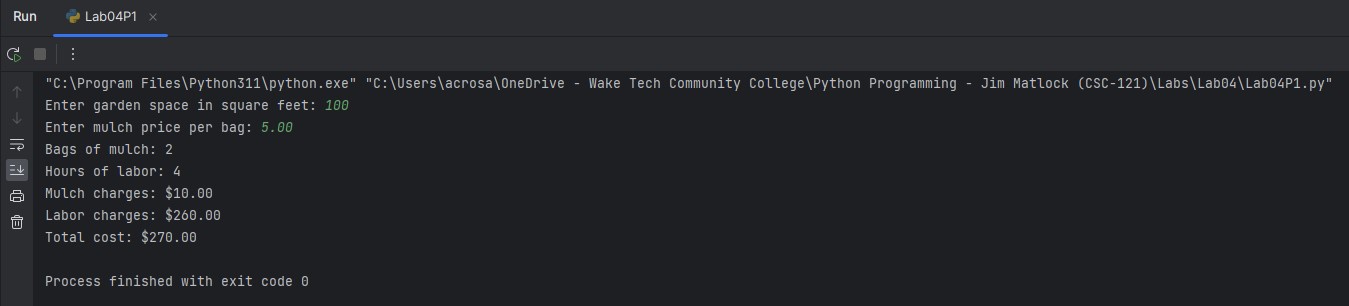 Run Lab04P1
"C:\Program Files\Python311\python.exe" "C:\Users\acrosa\OneDrive - Wake Tech Community College\Python Programming - Jim Matlock (CSC-121)\Labs\Lab04\Lab04P1.py"
Enter garden space in square feet: 100
Enter mulch price per bag: 5.00
Bags of mulch: 2
Hours of labor: 4
Mulch charges: $10.00
Labor charges: $260.00
Total cost: $270.00
Process finished with exit code 0